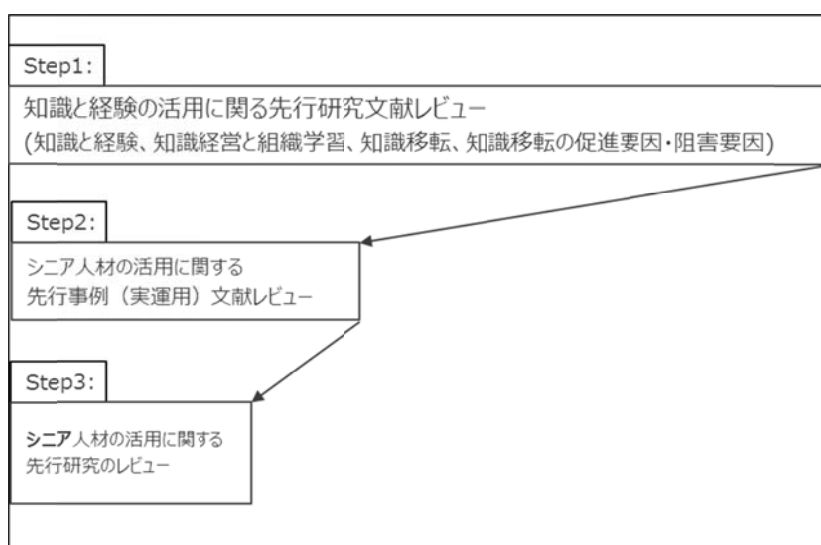 Step1:
知識と経験の活用に関る先行研究文献レビュー
(知識と経験、知識経営と組織学習、知識移転、知識移転の促進要因・阻害要因)
Step2:
シニア人材の活用に関する
先行事例（実運用）文献レビュー
Step3:
シニア人材の活用に関する
先行研究のレビュー